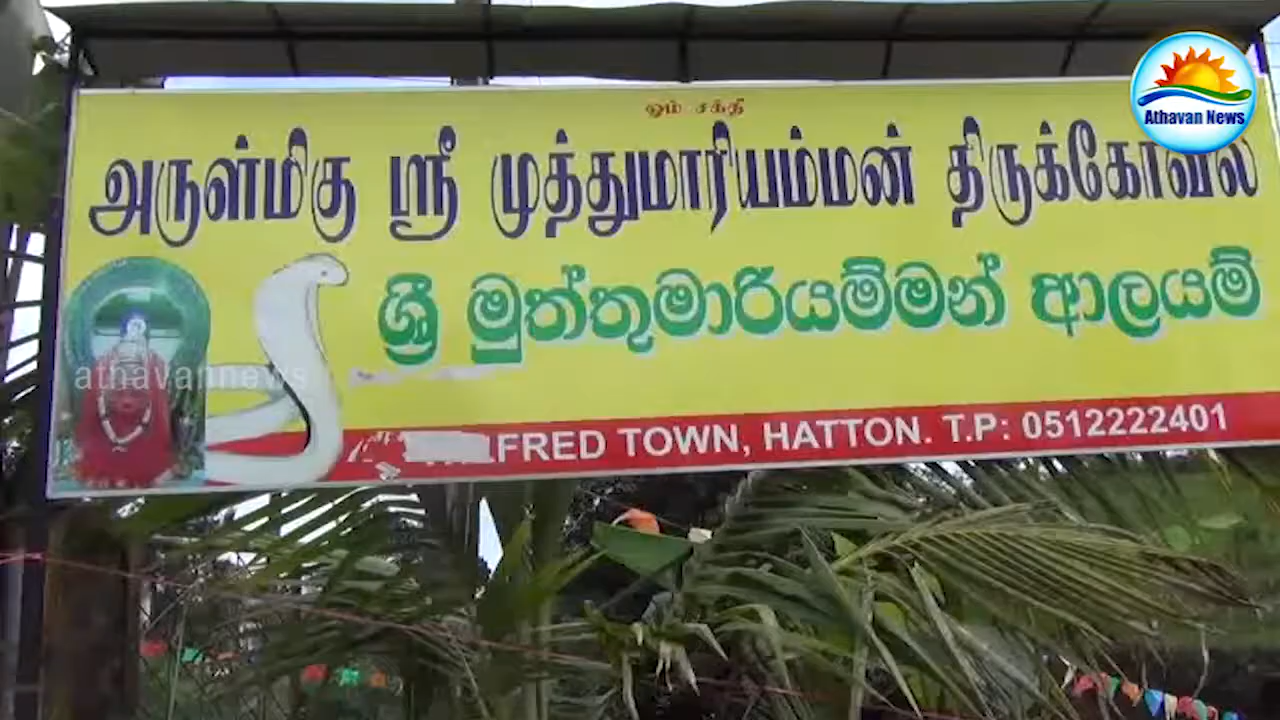 ஓம் சக்தி
Athavan News
அருள்மிகு ஸ்ரீ முத்துமாரியம்மன் திருக்கோவில்
ශ්‍රී මුත්තුමාරියම්මන් ආලයම්
athavannews
FRED TOWN, HATTON. T.P: 0512222401